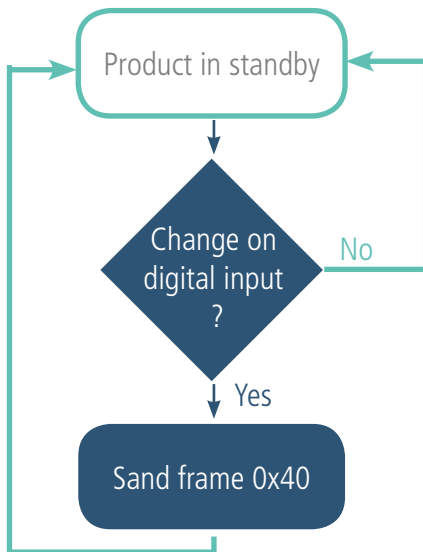 Product in standby
Change on
digital input
?
No
Yes
Sand frame 0x40